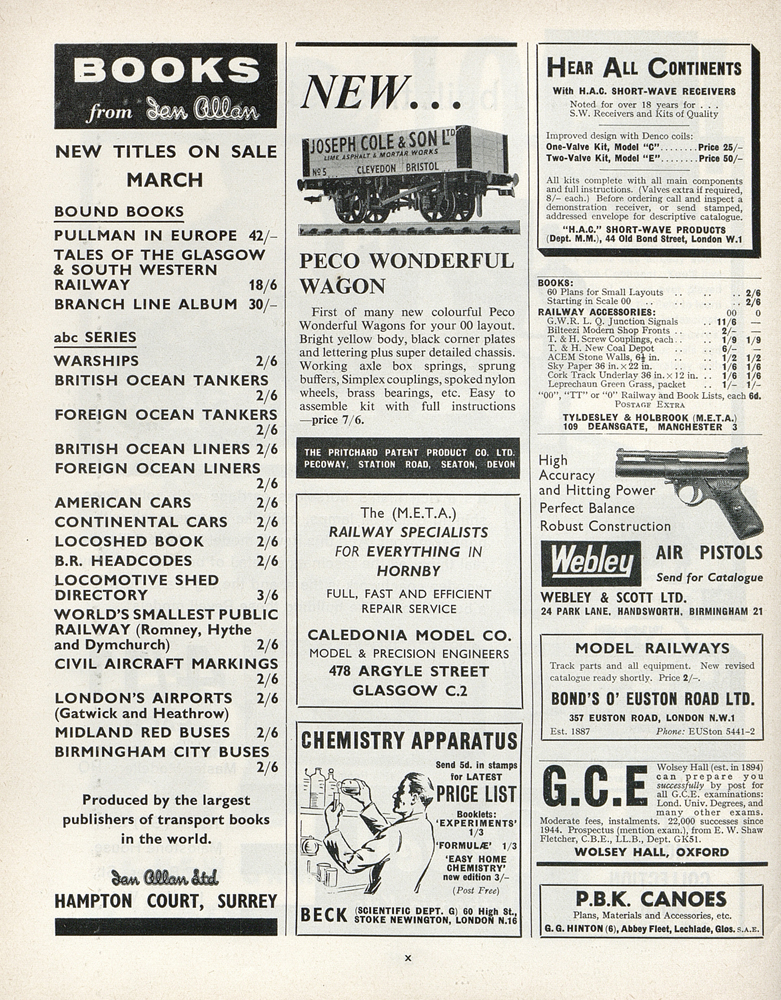 BOOKS
from Ian Allan
NEW TITLES ON SALE
MARCH
BOUND BOOKS
PULLMAN IN EUROPE 42/-
TALES OF THE GLASGOW
& SOUTH WESTERN
RAILWAY 18/6
BRANCH LINE ALBUM 30/-
abc SERIES
WARSHIPS 2/6
BRITISH OCEAN TANKERS
2/6
FOREIGN OCEAN TANKERS
2/6
BRITISH OCEAN LINERS 2/6
FOREIGN OCEAN LINERS
2/6
AMERICAN CARS 2/6
CONTINENTAL CARS 2/6
LOCOSHED BOOK 2/6
B.R. HEADCODES 2/6
LOCOMOTIVE SHED
DIRECTORY 3/6
WORLD'S SMALLEST PUBLIC
RAILWAY (Romney, Hythe
and Dymchurch) 2/6
CIVIL AIRCRAFT MARKINGS
2/6
LONDON'S AIRPORTS 2/6
(Gatwick and Heathrow)
MIDLAND RED BUSES 2/6
BIRMINGHAM CITY BUSES
2/6
Produced by the largest
publishers of transport books
in the world.
Ian Allan Ltd
HAMPTON COURT, SURREY
NEW...
JOSEPH COLE & SON LTD
LIME, ASPHALT & MORTAR WORKS
No 5 CLEVEDON BRISTOL
PECO WONDERFUL
WAGON
First of many new colourful Peco
Wonderful Wagons for your 00 layout.
Bright yellow body, black corner plates
and lettering plus super detailed chassis.
Working axle box springs, sprung
buffers, Simplex couplings, spoked nylon
wheels, brass bearings, etc. Easy to
assemble kit with full instructions
—price 7/6.
THE PRITCHARD PATENT PRODUCT CO. LTD.
PECOWAY, STATION ROAD, SEATON, DEVON
The (M.E.T.A.)
RAILWAY SPECIALISTS
FOR EVERYTHING IN
HORNBY
FULL, FAST AND EFFICIENT
REPAIR SERVICE
CALEDONIA MODEL CO.
MODEL & PRECISION ENGINEERS
478 ARGYLE STREET
GLASGOW C.2
CHEMISTRY APPARATUS
Send 5d. in stamps
for LATEST
PRICE LIST
Booklets:
'EXPERIMENTS'
1/3
'FORMULÆ' 1/3
'EASY HOME
CHEMISTRY'
new edition 3/-
(Post Free)
BECK (SCIENTIFIC DEPT. G) 60 High St.,
STOKE NEWINGTON, LONDON N.16
HEAR ALL CONTINENTS
With H.A.C. SHORT-WAVE RECEIVERS
Noted for over 18 years for . . .
S.W. Receivers and Kits of Quality
Improved design with Denco coils:
One-Valve Kit, Model "C"........Price 25/-
Two-Valve Kit, Model "E"........Price 50/-
All kits complete with all main components
and full instructions. (Valves extra if required,
8/- each.) Before ordering call and inspect a
demonstration receiver, or send stamped,
addressed envelope for descriptive catalogue.
"H.A.C." SHORT-WAVE PRODUCTS
(Dept. M.M.), 44 Old Bond Street, London W.1
BOOKS:
60 Plans for Small Layouts .. .. .. 2/6
Starting in Scale 00 .. .. .. 2/6
RAILWAY ACCESSORIES: 00 0
G.W.R. L. Q. Junction Signals .. 11/6 —
Bilteezi Modern Shop Fronts .. .. 2/- —
T. & H. Screw Couplings, each .. .. 1/9 1/9
T. & H. New Coal Depot .. .. 6/- —
ACEM Stone Walls, 6½ in. .. .. 1/2 1/2
Sky Paper 36 in. × 22 in. .. .. 1/6 1/6
Cork Track Underlay 36 in. × 12 in. .. 1/6 1/6
Leprechaun Green Grass, packet .. 1/- 1/-
"00", "TT" or "0" Railway and Book Lists, each 6d.
POSTAGE EXTRA
TYLDESLEY & HOLBROOK (M.E.T.A.)
109 DEANSGATE, MANCHESTER 3
High
Accuracy
and Hitting Power
Perfect Balance
Robust Construction
Webley AIR PISTOLS
Send for Catalogue
WEBLEY & SCOTT LTD.
24 PARK LANE, HANDSWORTH, BIRMINGHAM 21
MODEL RAILWAYS
Track parts and all equipment. New revised
catalogue ready shortly. Price 2/-.
BOND'S O' EUSTON ROAD LTD.
357 EUSTON ROAD, LONDON N.W.1
Est. 1887 Phone: EUSton 5441-2
G.C.E
Wolsey Hall (est. in 1894)
can prepare you
successfully by post for
all G.C.E. examinations:
Lond. Univ. Degrees, and
many other exams.
Moderate fees, instalments. 22,000 successes since
1944. Prospectus (mention exam.), from E. W. Shaw
Fletcher, C.B.E., LL.B., Dept. GK51.
WOLSEY HALL, OXFORD
P.B.K. CANOES
Plans, Materials and Accessories, etc.
G. G. HINTON (6), Abbey Fleet, Lechlade, Glos. S.A.E.
x